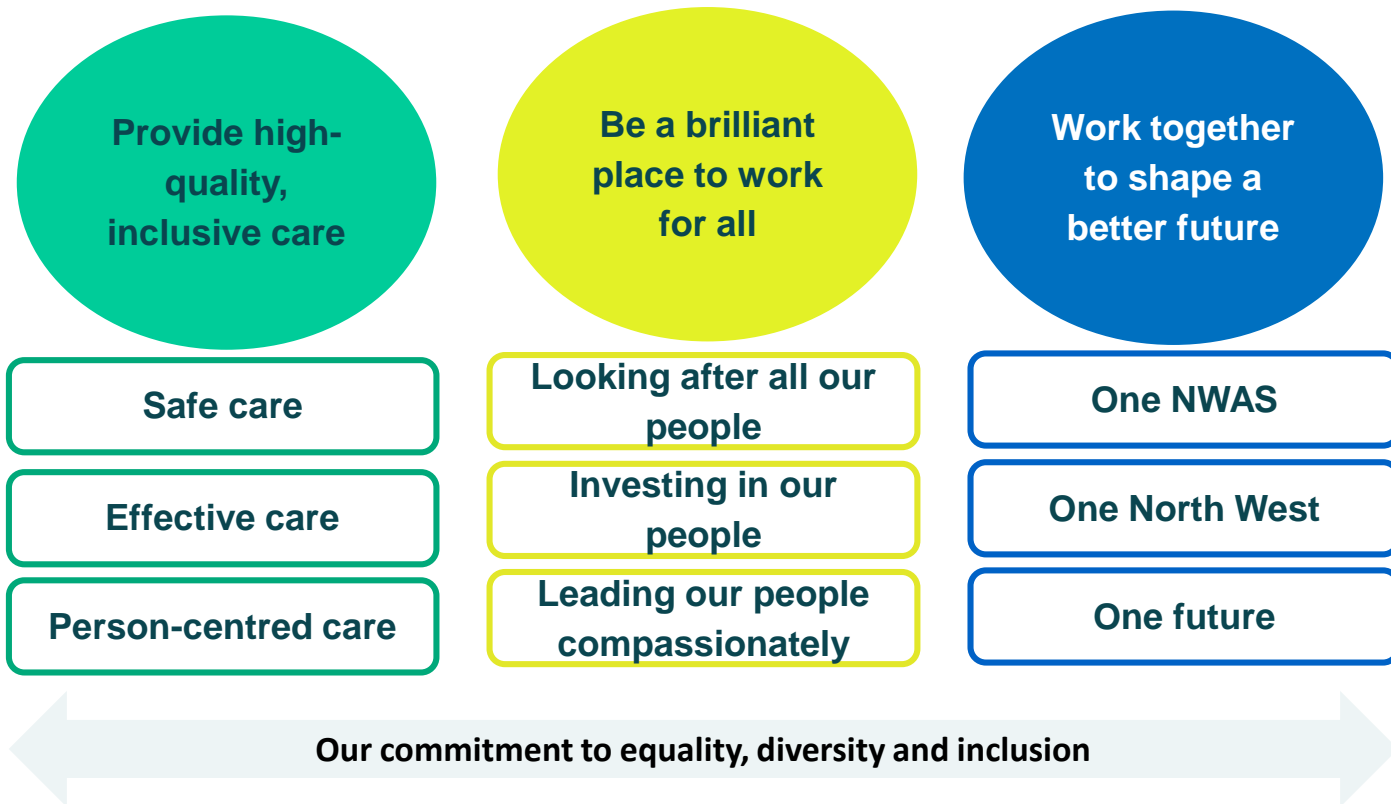 Provide high-
quality,
inclusive care
Safe care
Effective care
Person-centred care
Be a brilliant
place to work
for all
Looking after all our
people
Investing in our
people
Leading our people
compassionately
Work together
to shape a
better future
One NWAS
One North West
One future
Our commitment to equality, diversity and inclusion